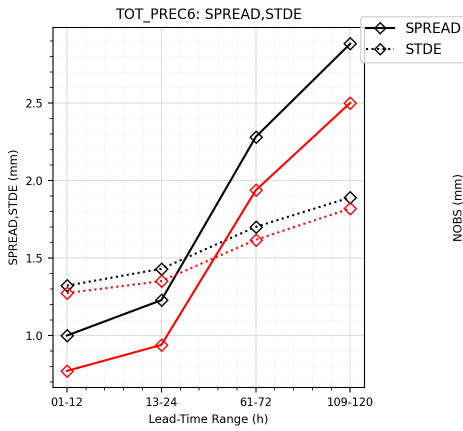 TOT_PREC6: SPREAD,STDE
SPREAD
STDE
SPREAD,STDE (mm)
2.5
2.0
1.5
1.0
NOBS (mm)
01-12 13-24 61-72 109-120
Lead-Time Range (h)